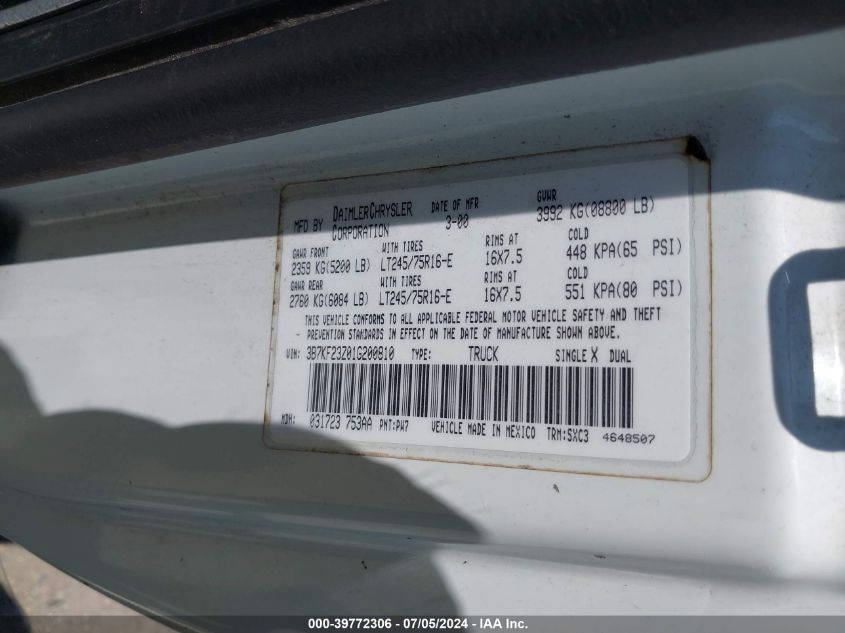 MFD BY DAIMLERCHRYSLER CORPORATION DATE OF MFR 3-00 GVWR 3992 KG(08800 LB)
GAWR FRONT WITH TIRES RIMS AT COLD
2359 KG(5200 LB) LT245/75R16-E 16X7.5 448 KPA(65 PSI)
GAWR REAR WITH TIRES RIMS AT COLD
2760 KG(6084 LB) LT245/75R16-E 16X7.5 551 KPA(80 PSI)
THIS VEHICLE CONFORMS TO ALL APPLICABLE FEDERAL MOTOR VEHICLE SAFETY AND THEFT
PREVENTION STANDARDS IN EFFECT ON THE DATE OF MANUFACTURE SHOWN ABOVE.
VIN: 3B7KF23Z01G200810 TYPE: TRUCK SINGLE X DUAL
MDH: 031723 753AA PNT:PW7 VEHICLE MADE IN MEXICO TRM:SXC3 4648507
000-39772306 / 07/05/2024 - IAA Inc.